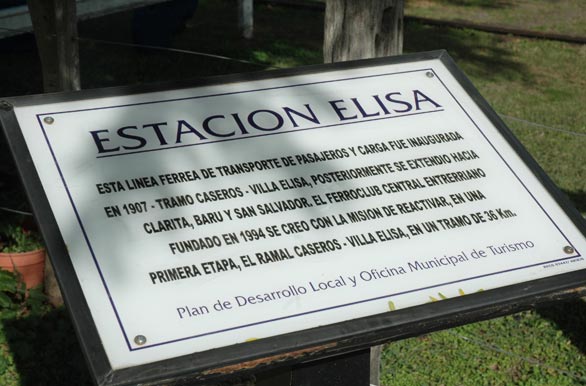 ESTACION ELISA
ESTA LINEA FERREA DE TRANSPORTE DE PASAJEROS Y CARGA FUE INAUGURADA
EN 1907 - TRAMO CASEROS - VILLA ELISA, POSTERIORMENTE SE EXTENDIO HACIA
CLARITA, BARU Y SAN SALVADOR. EL FERROCLUB CENTRAL ENTRERRIANO
FUNDADO EN 1994 SE CREO CON LA MISION DE REACTIVAR, EN UNA
PRIMERA ETAPA, EL RAMAL CASEROS - VILLA ELISA, EN UN TRAMO DE 36 Km.
Plan de Desarrollo Local y Oficina Municipal de Turismo